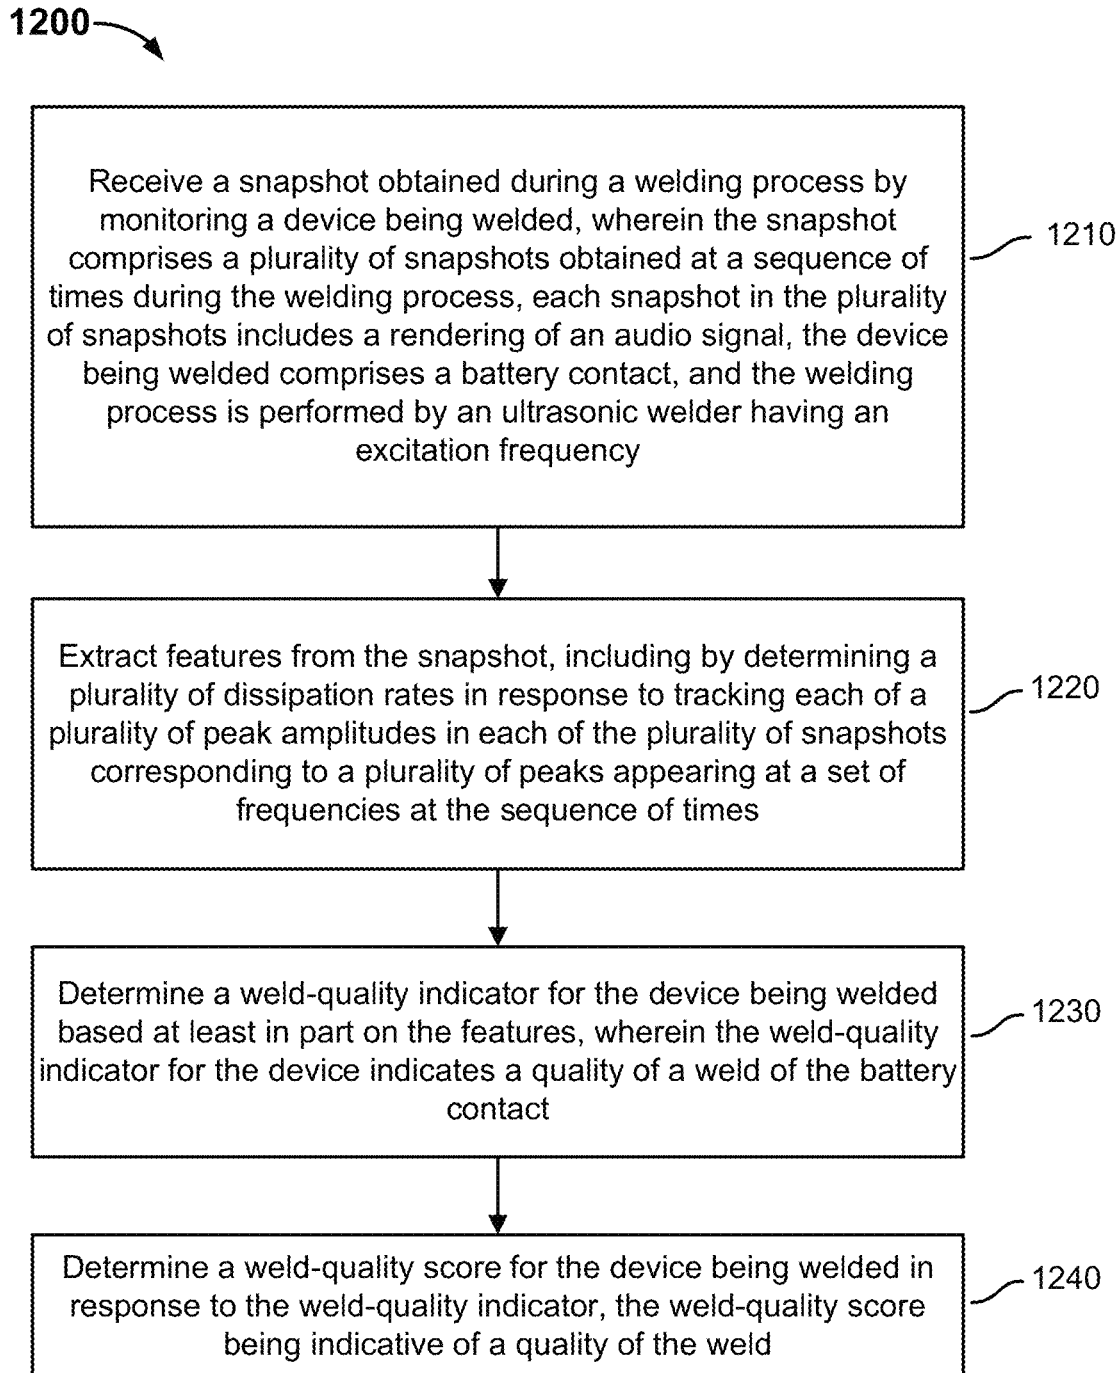 1200
Receive a snapshot obtained during a welding process by
monitoring a device being welded, wherein the snapshot
comprises a plurality of snapshots obtained at a sequence of
times during the welding process, each snapshot in the plurality
of snapshots includes a rendering of an audio signal, the device
being welded comprises a battery contact, and the welding
process is performed by an ultrasonic welder having an
excitation frequency
1210
Extract features from the snapshot, including by determining a
plurality of dissipation rates in response to tracking each of a
plurality of peak amplitudes in each of the plurality of snapshots
corresponding to a plurality of peaks appearing at a set of
frequencies at the sequence of times
1220
Determine a weld-quality indicator for the device being welded
based at least in part on the features, wherein the weld-quality
indicator for the device indicates a quality of a weld of the battery
contact
1230
Determine a weld-quality score for the device being welded in
response to the weld-quality indicator, the weld-quality score
being indicative of a quality of the weld
1240